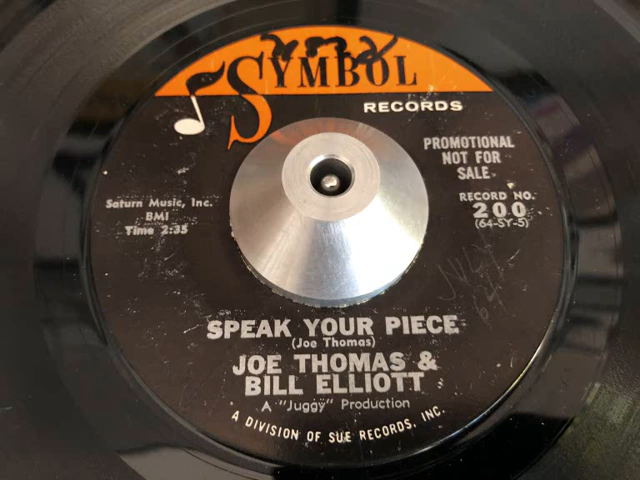 SYMBOL
RECORDS
PROMOTIONAL
NOT FOR
SALE
Saturn Music, Inc.
BMI
Time 2:35
RECORD NO.
200
(64-SY-5)
SPEAK YOUR PIECE
(Joe Thomas)
JOE THOMAS &
BILL ELLIOTT
A "Juggy" Production
A DIVISION OF SUE RECORDS, INC.